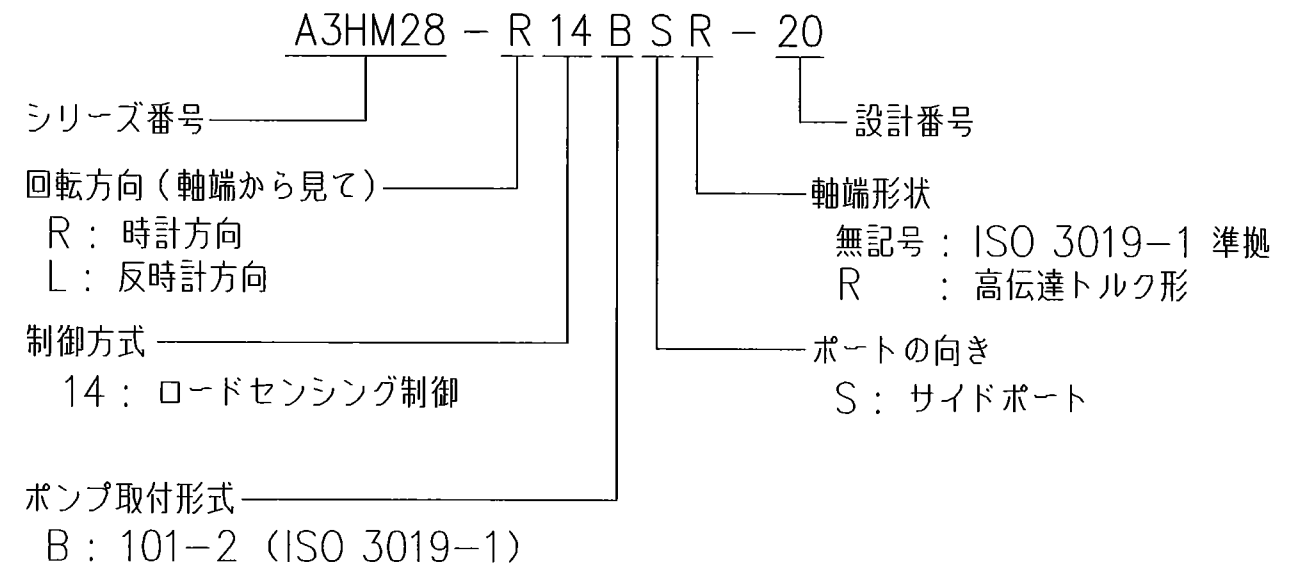 A3HM28 - R 14 B S R - 20
シリーズ番号
設計番号
回転方向 (軸端から見て)
R : 時計方向
L : 反時計方向
軸端形状
無記号 : ISO 3019-1 準拠
R : 高伝達トルク形
制御方式
14 : ロードセンシング制御
ポートの向き
S : サイドポート
ポンプ取付形式
B : 101-2 (ISO 3019-1)